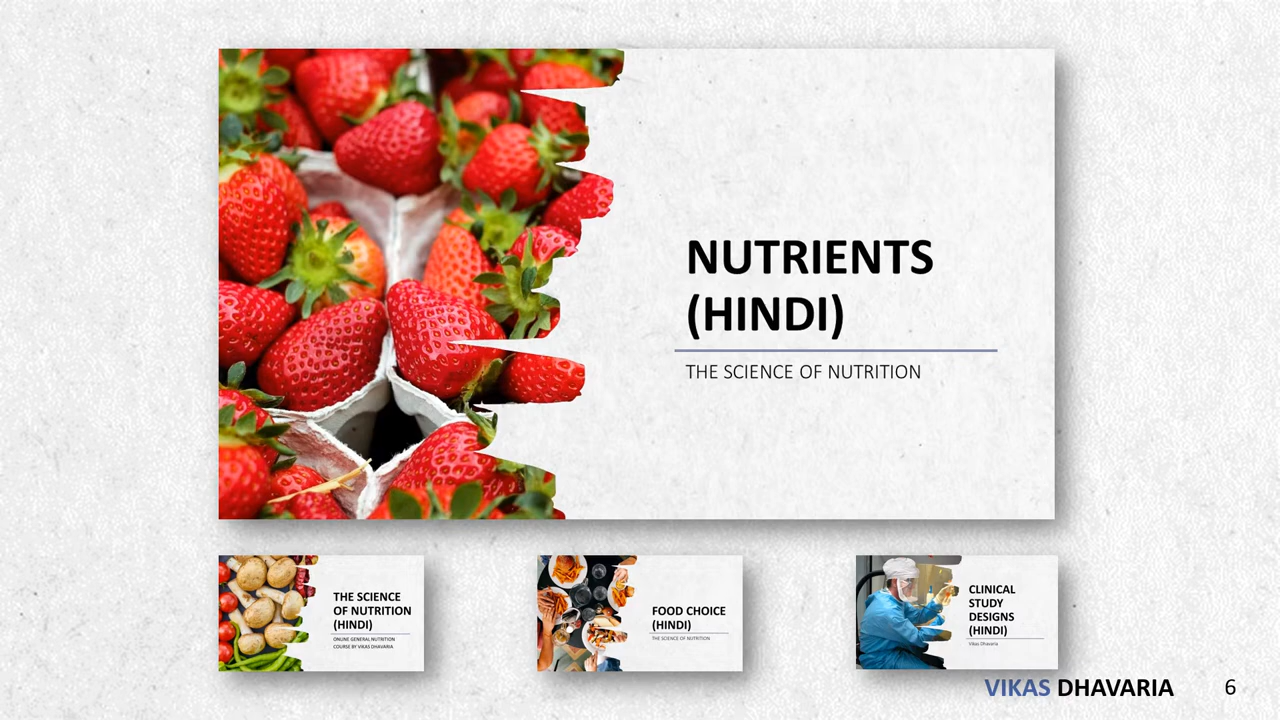 NUTRIENTS
(HINDI)
THE SCIENCE OF NUTRITION
THE SCIENCE
OF NUTRITION
(HINDI)
ONLINE GENERAL NUTRITION
COURSE BY VIKAS DHAVARIA
FOOD CHOICE
(HINDI)
THE SCIENCE OF NUTRITION
CLINICAL
STUDY
DESIGNS
(HINDI)
Vikas Dhavaria
VIKAS DHAVARIA
6